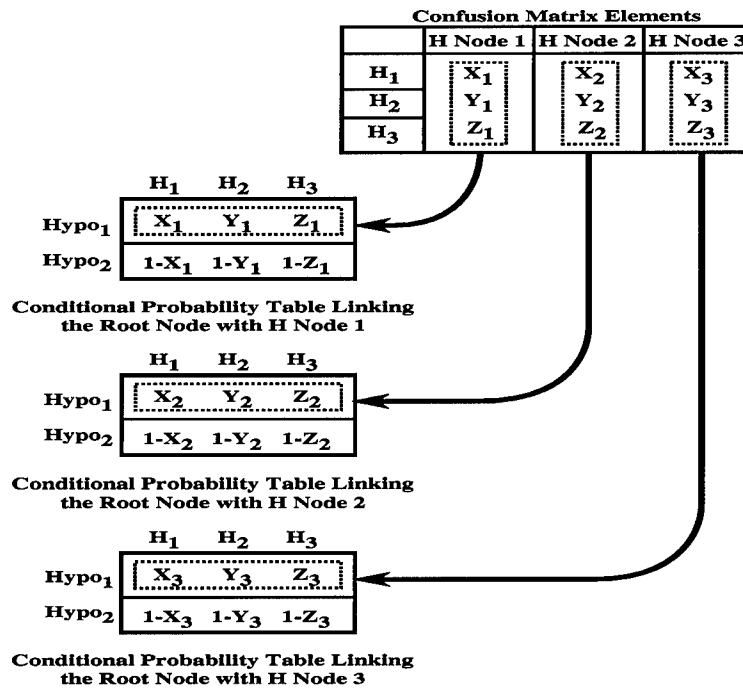 Confusion Matrix Elements
H Node 1 H Node 2 H Node 3
H₁ X₁ X₂ X₃
H₂ Y₁ Y₂ Y₃
H₃ Z₁ Z₂ Z₃
H₁ H₂ H₃
Hypo₁ X₁ Y₁ Z₁
Hypo₂ 1-X₁ 1-Y₁ 1-Z₁
Conditional Probability Table Linking
the Root Node with H Node 1
H₁ H₂ H₃
Hypo₁ X₂ Y₂ Z₂
Hypo₂ 1-X₂ 1-Y₂ 1-Z₂
Conditional Probability Table Linking
the Root Node with H Node 2
H₁ H₂ H₃
Hypo₁ X₃ Y₃ Z₃
Hypo₂ 1-X₃ 1-Y₃ 1-Z₃
Conditional Probability Table Linking
the Root Node with H Node 3